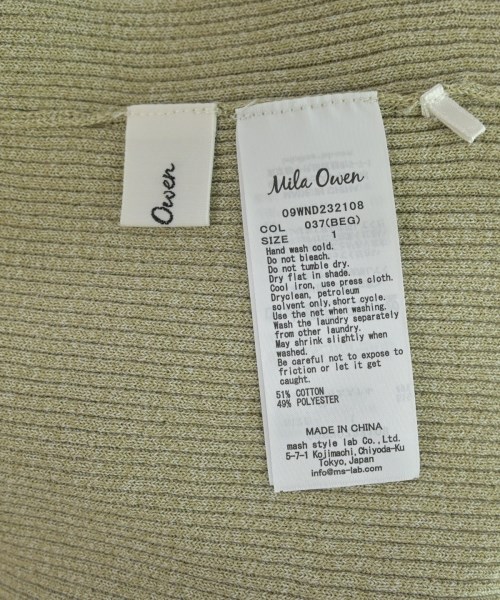 Owen
Mila Owen
09WND232108
COL 037(BEG)
SIZE 1
Hand wash cold.
Do not bleach.
Do not tumble dry.
Dry flat in shade.
Cool iron, use press cloth.
Dryclean, petroleum
solvent only,short cycle.
Use the net when washing.
Wash the laundry separately
from other laundry.
May shrink slightly when
washed.
Be careful not to expose to
friction or let it get
caught.
51% COTTON
49% POLYESTER
MADE IN CHINA
mash style lab Co., Ltd.
5-7-1 Kojimachi, Chiyoda-Ku
Tokyo, Japan
info@ms-lab.com